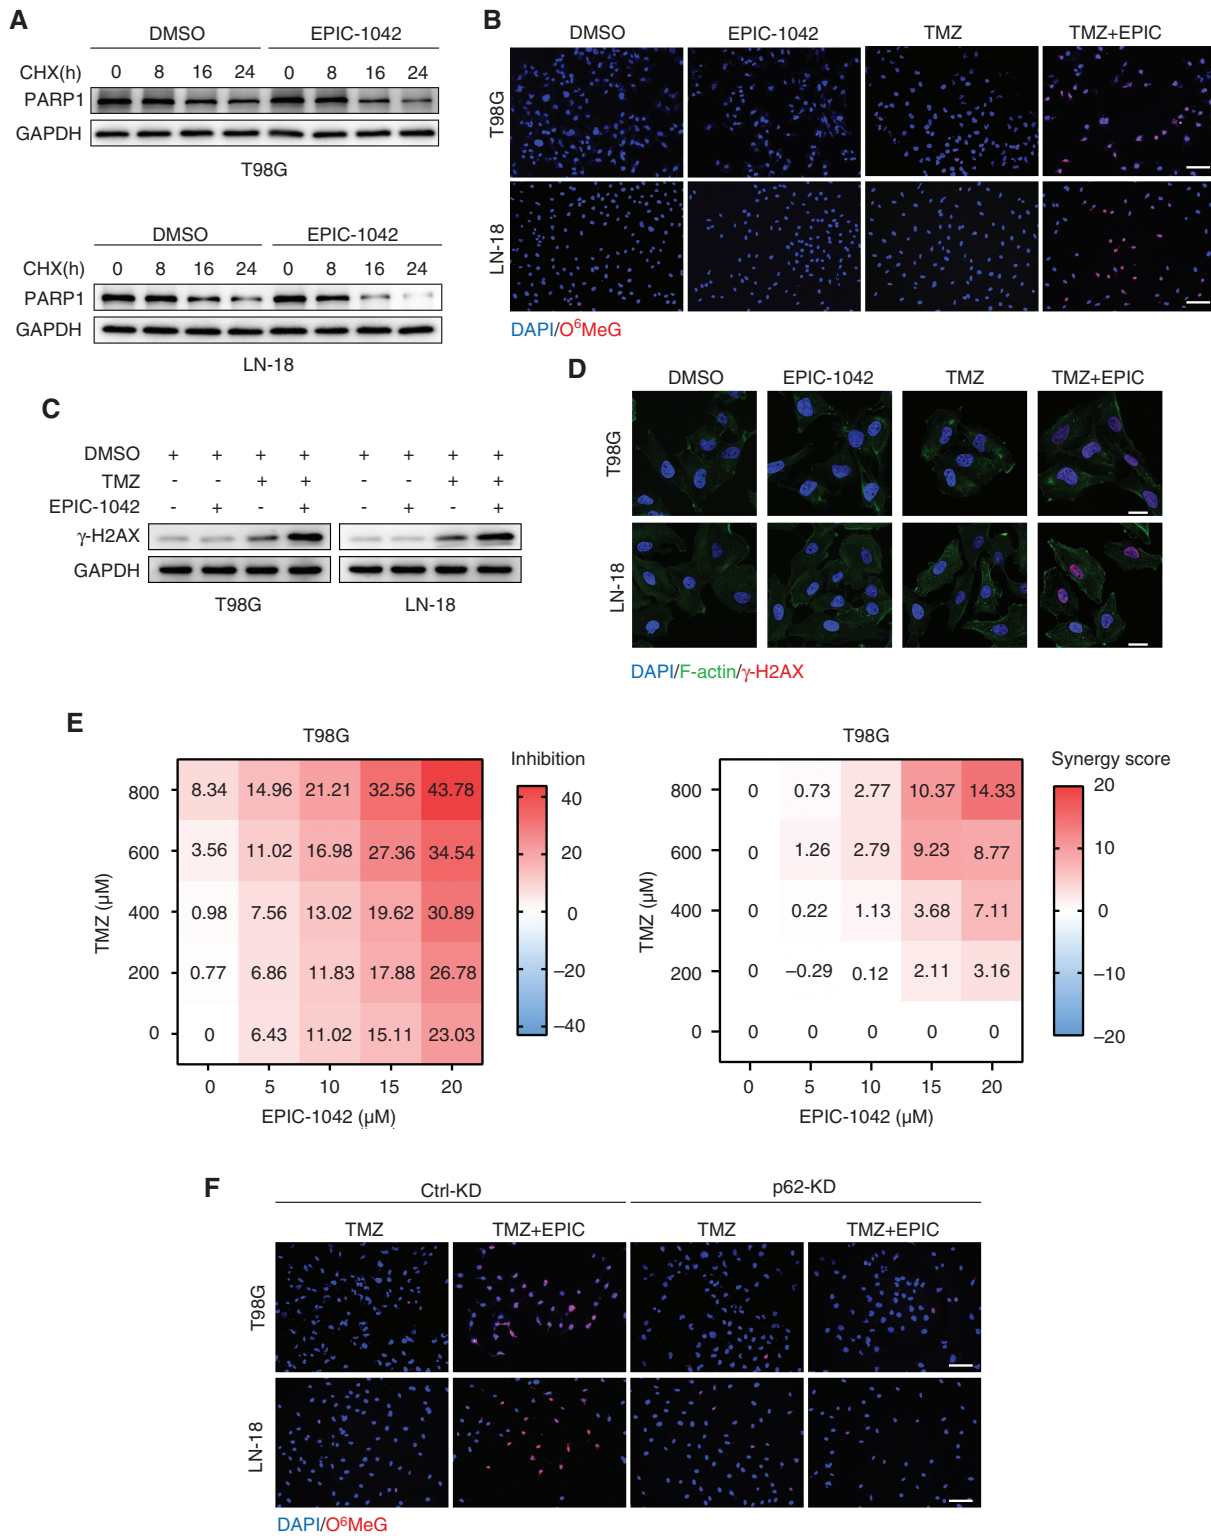 A
DMSO EPIC-1042
CHX(h) 0 8 16 24 0 8 16 24
PARP1
GAPDH
T98G
DMSO EPIC-1042
CHX(h) 0 8 16 24 0 8 16 24
PARP1
GAPDH
LN-18
B
DMSO EPIC-1042 TMZ TMZ+EPIC
T98G
LN-18
DAPI/O⁶MeG
C
DMSO + + + + + + + +
TMZ - - + + - - + +
EPIC-1042 - + - + - + - +
γ-H2AX
GAPDH
T98G LN-18
D
DMSO EPIC-1042 TMZ TMZ+EPIC
T98G
LN-18
DAPI/F-actin/γ-H2AX
E
T98G
Inhibition
TMZ (μM)
800 8.34 14.96 21.21 32.56 43.78
600 3.56 11.02 16.98 27.36 34.54
400 0.98 7.56 13.02 19.62 30.89
200 0.77 6.86 11.83 17.88 26.78
0 0 6.43 11.02 15.11 23.03
0 5 10 15 20
EPIC-1042 (μM)
40
20
0
–20
–40
T98G
Synergy score
TMZ (μM)
800 0 0.73 2.77 10.37 14.33
600 0 1.26 2.79 9.23 8.77
400 0 0.22 1.13 3.68 7.11
200 0 –0.29 0.12 2.11 3.16
0 0 0 0 0 0
0 5 10 15 20
EPIC-1042 (μM)
20
10
0
–10
–20
F
Ctrl-KD p62-KD
TMZ TMZ+EPIC TMZ TMZ+EPIC
T98G
LN-18
DAPI/O⁶MeG